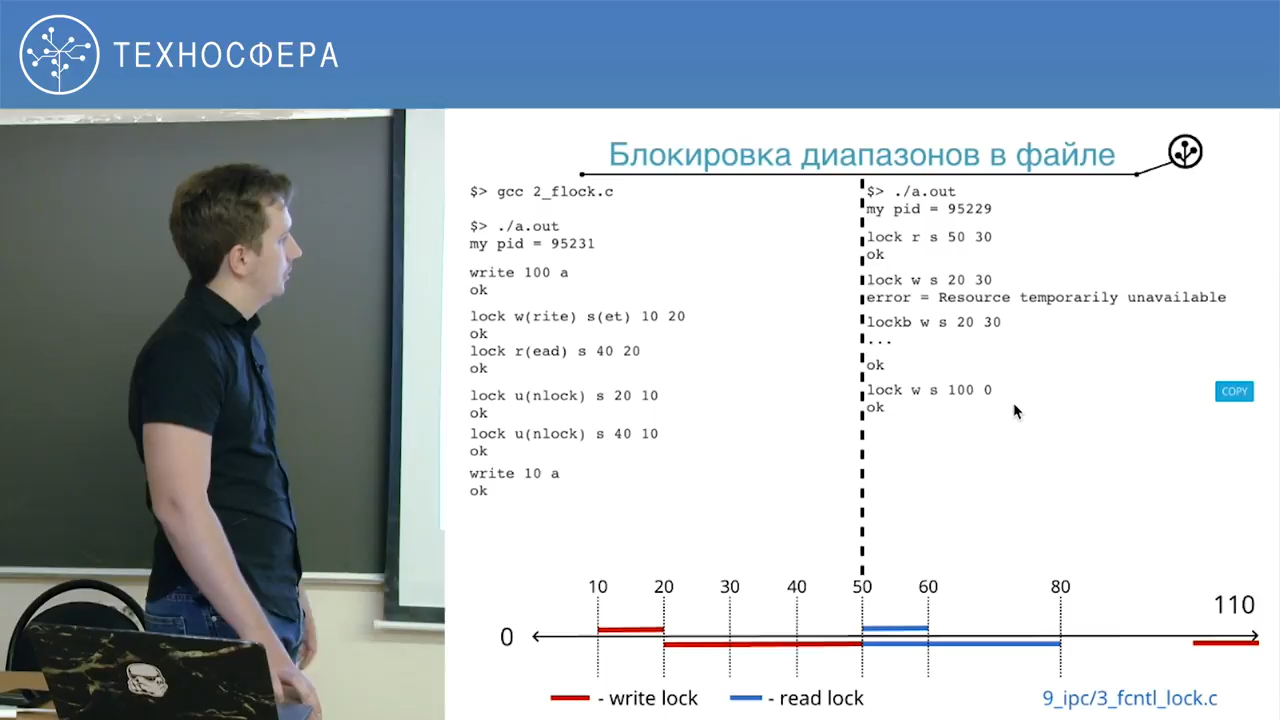 ТЕХНОСФЕРА
Блокировка диапазонов в файле
$> gcc 2_flock.c
$> ./a.out
my pid = 95231
write 100 a
ok
lock w(rite) s(et) 10 20
ok
lock r(ead) s 40 20
ok
lock u(nlock) s 20 10
ok
lock u(nlock) s 40 10
ok
write 10 a
ok
$> ./a.out
my pid = 95229
lock r s 50 30
ok
lock w s 20 30
error = Resource temporarily unavailable
lockb w s 20 30
...
ok
lock w s 100 0
ok
COPY
10 20 30 40 50 60 80
110
0
- write lock - read lock
9_ipc/3_fcntl_lock.c